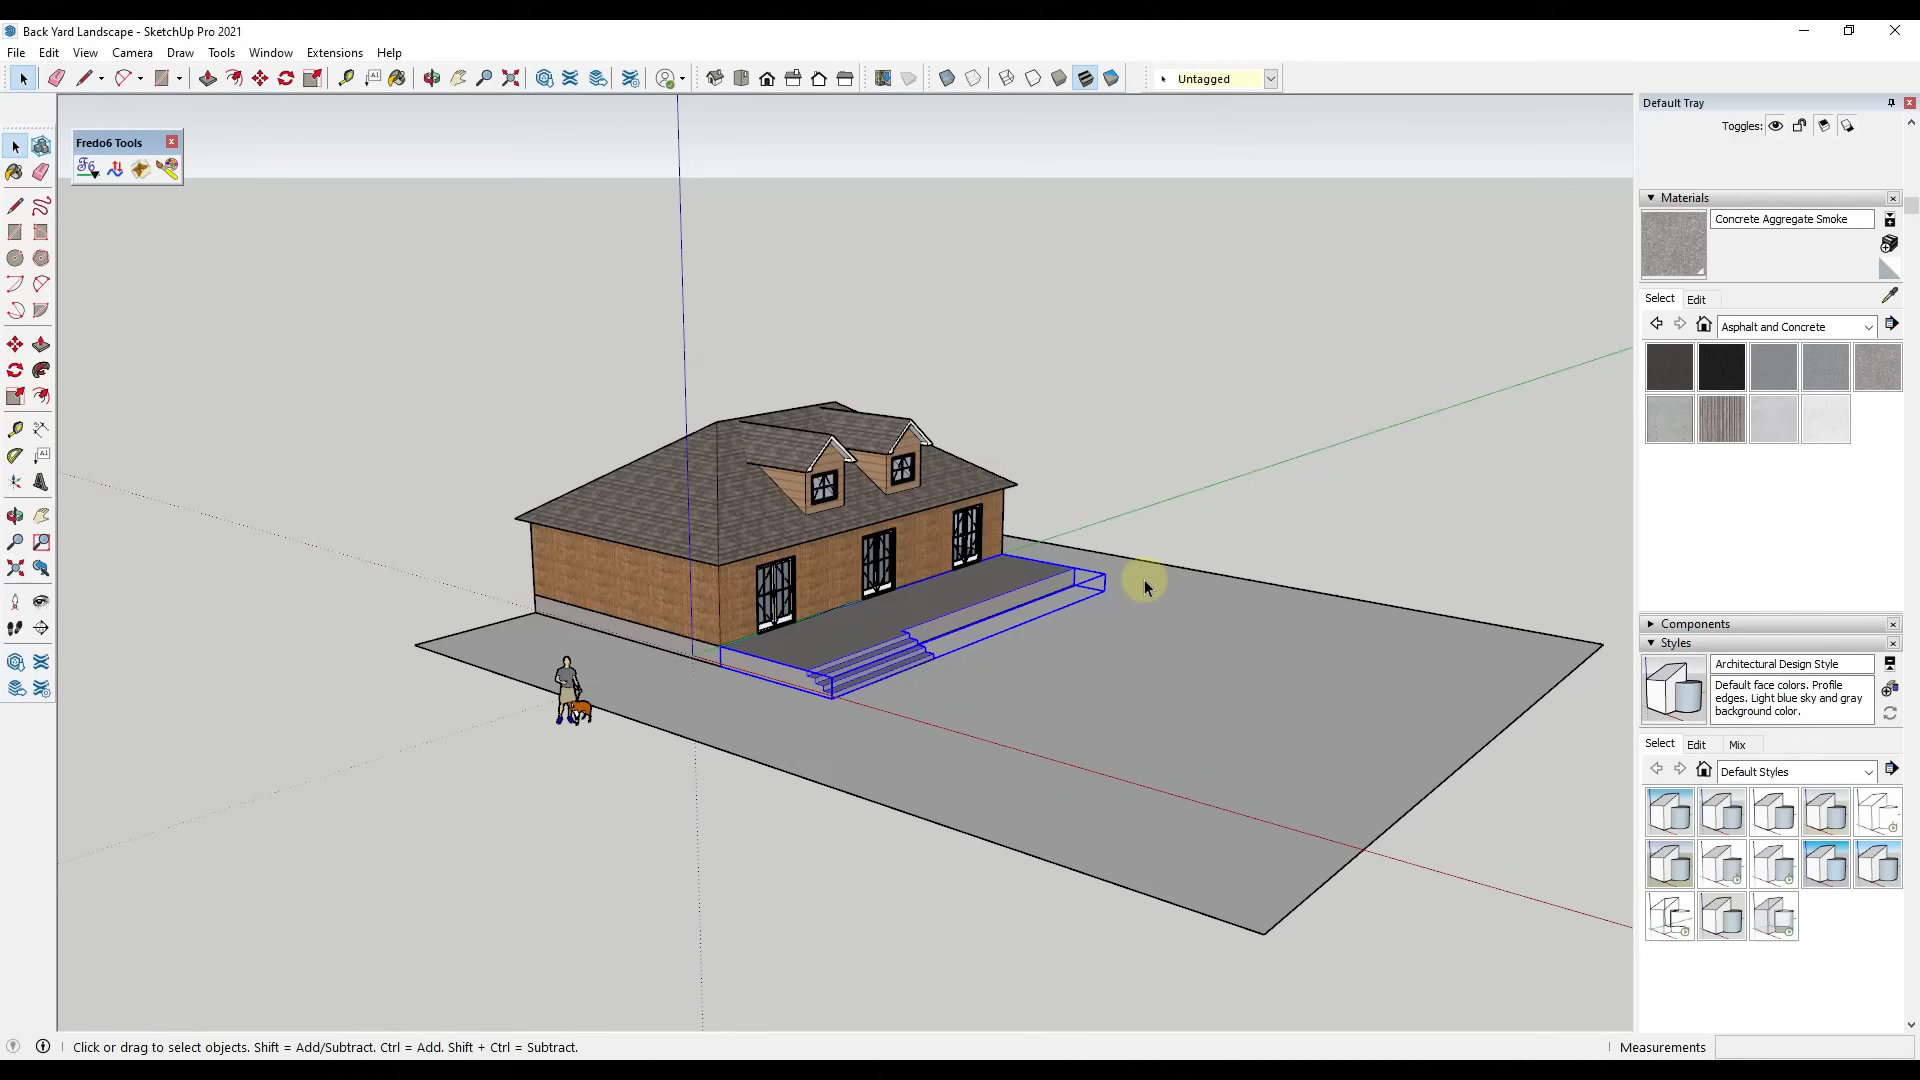 Back Yard Landscape - SketchUp Pro 2021
File Edit View Camera Draw Tools Window Extensions Help
Untagged
Default Tray
Toggles:
Fredo6 Tools
Materials
Concrete Aggregate Smoke
Select Edit
Asphalt and Concrete
Components
Styles
Architectural Design Style
Default face colors. Profile
edges. Light blue sky and gray
background color.
Select Edit Mix
Default Styles
Click or drag to select objects. Shift = Add/Subtract. Ctrl = Add. Shift + Ctrl = Subtract.
Measurements